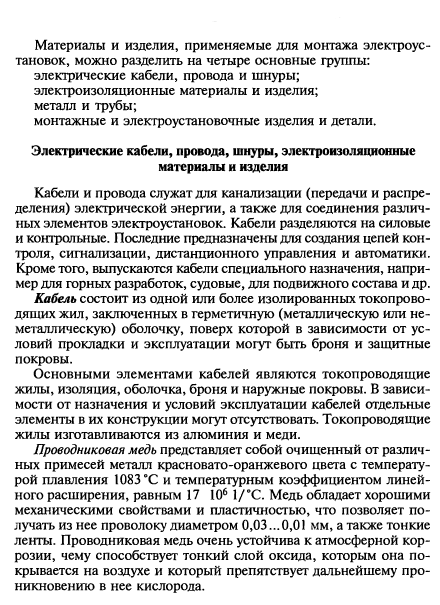 Материалы и изделия, применяемые для монтажа электроус-
тановок, можно разделить на четыре основные группы:
электрические кабели, провода и шнуры;
электроизоляционные материалы и изделия;
металл и трубы;
монтажные и электроустановочные изделия и детали.
Электрические кабели, провода, шнуры, электроизоляционные
материалы и изделия
Кабели и провода служат для канализации (передачи и распре-
деления) электрической энергии, а также для соединения различ-
ных элементов электроустановок. Кабели разделяются на силовые
и контрольные. Последние предназначены для создания цепей кон-
троля, сигнализации, дистанционного управления и автоматики.
Кроме того, выпускаются кабели специального назначения, напри-
мер для горных разработок, судовые, для подвижного состава и др.
Кабель состоит из одной или более изолированных токопрово-
дящих жил, заключенных в герметичную (металлическую или не-
металлическую) оболочку, поверх которой в зависимости от ус-
ловий прокладки и эксплуатации могут быть броня и защитные
покровы.
Основными элементами кабелей являются токопроводящие
жилы, изоляция, оболочка, броня и наружные покровы. В зависи-
мости от назначения и условий эксплуатации кабелей отдельные
элементы в их конструкции могут отсутствовать. Токопроводящие
жилы изготавливаются из алюминия и меди.
Проводниковая медь представляет собой очищенный от различ-
ных примесей металл красновато-оранжевого цвета с температу-
рой плавления 1083 °С и температурным коэффициентом линей-
ного расширения, равным 17 10⁶ 1/°С. Медь обладает хорошими
механическими свойствами и пластичностью, что позволяет по-
лучать из нее проволоку диаметром 0,03...0,01 мм, а также тонкие
ленты. Проводниковая медь очень устойчива к атмосферной кор-
розии, чему способствует тонкий слой оксида, которым она по-
крывается на воздухе и который препятствует дальнейшему про-
никновению в нее кислорода.